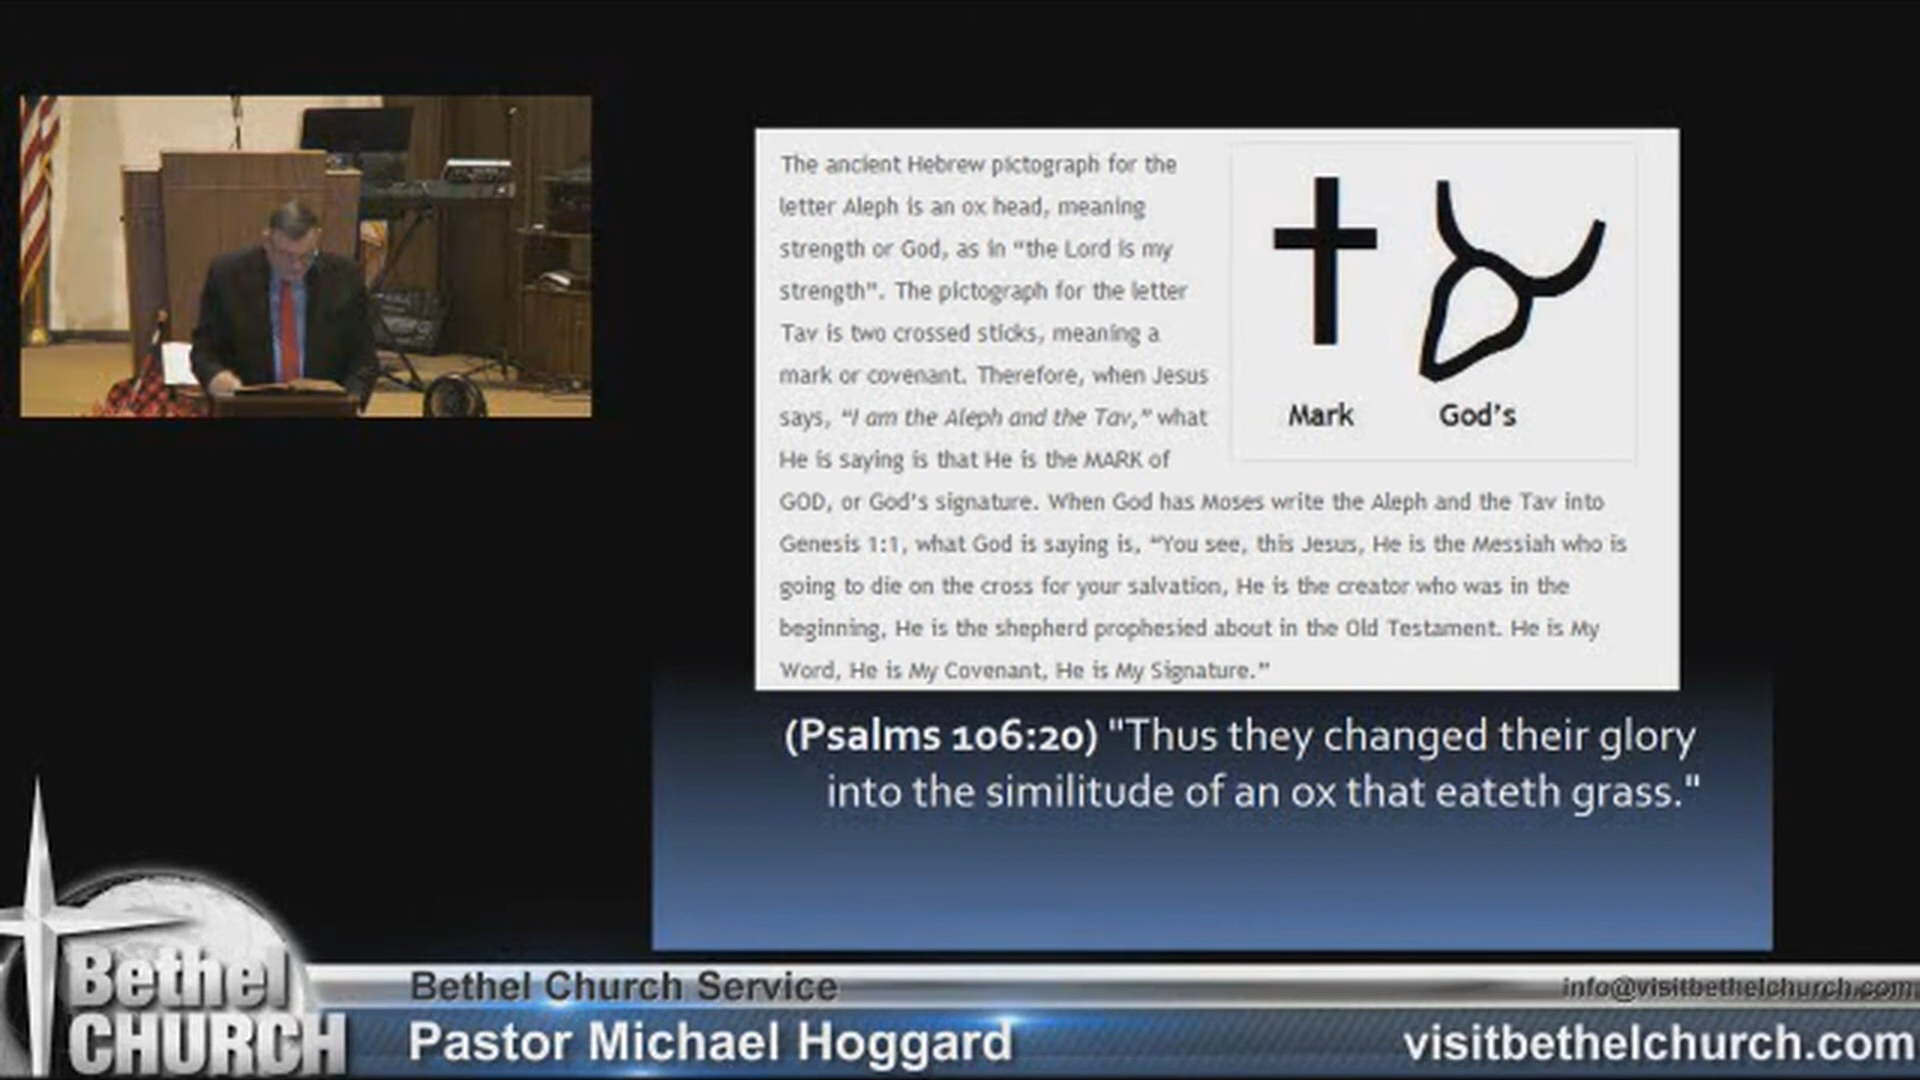 The ancient Hebrew pictograph for the
letter Aleph is an ox head, meaning
strength or God, as in “the Lord is my
strength”. The pictograph for the letter
Tav is two crossed sticks, meaning a
mark or covenant. Therefore, when Jesus
says, “I am the Aleph and the Tav,” what
He is saying is that He is the MARK of
GOD, or God's signature. When God has Moses write the Aleph and the Tav into
Genesis 1:1, what God is saying is, “You see, this Jesus, He is the Messiah who is
going to die on the cross for your salvation, He is the creator who was in the
beginning, He is the shepherd prophesied about in the Old Testament. He is My
Word, He is My Covenant, He is My Signature.”
Mark God's
(Psalms 106:20) "Thus they changed their glory
into the similitude of an ox that eateth grass."
Bethel
CHURCH
Bethel Church Service
info@visitbethelchurch.com
Pastor Michael Hoggard
visitbethelchurch.com